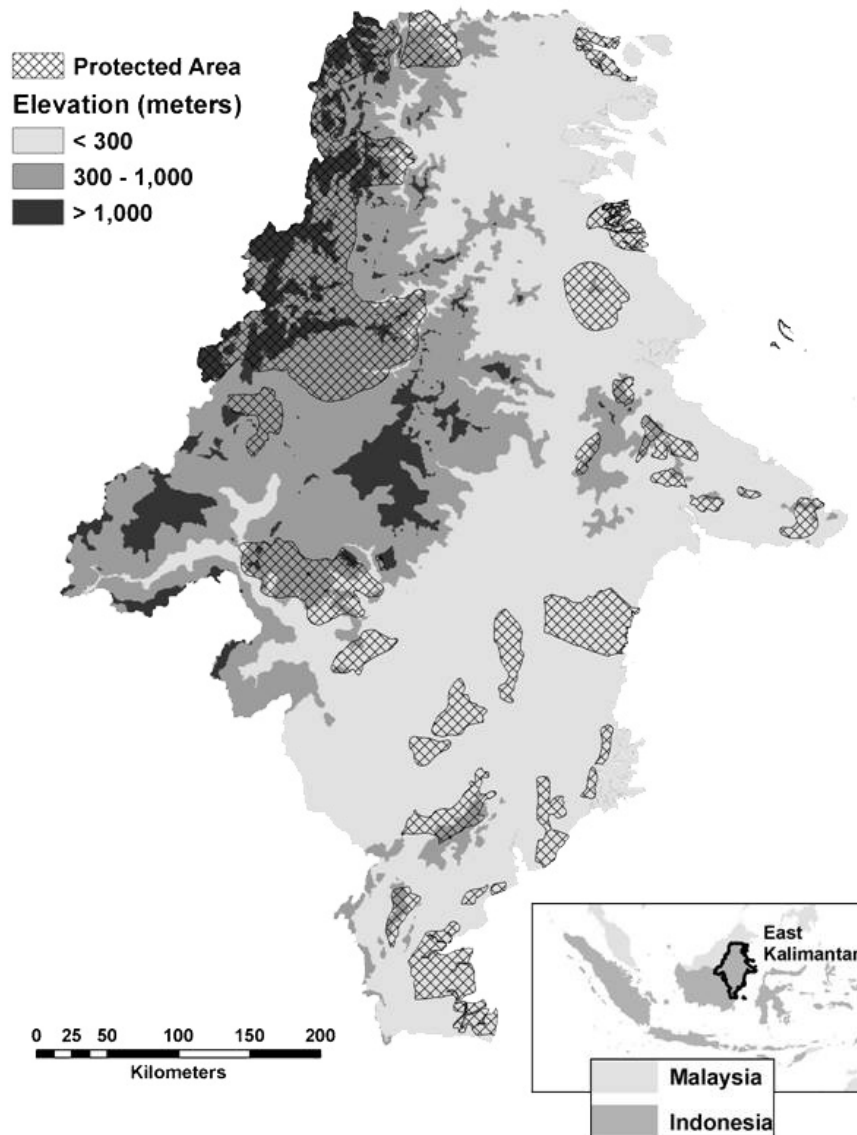 Protected Area
Elevation (meters)
< 300
300 - 1,000
> 1,000
East
Kalimantan
0 50 100 150 200
Kilometers
Malaysia
Indonesia